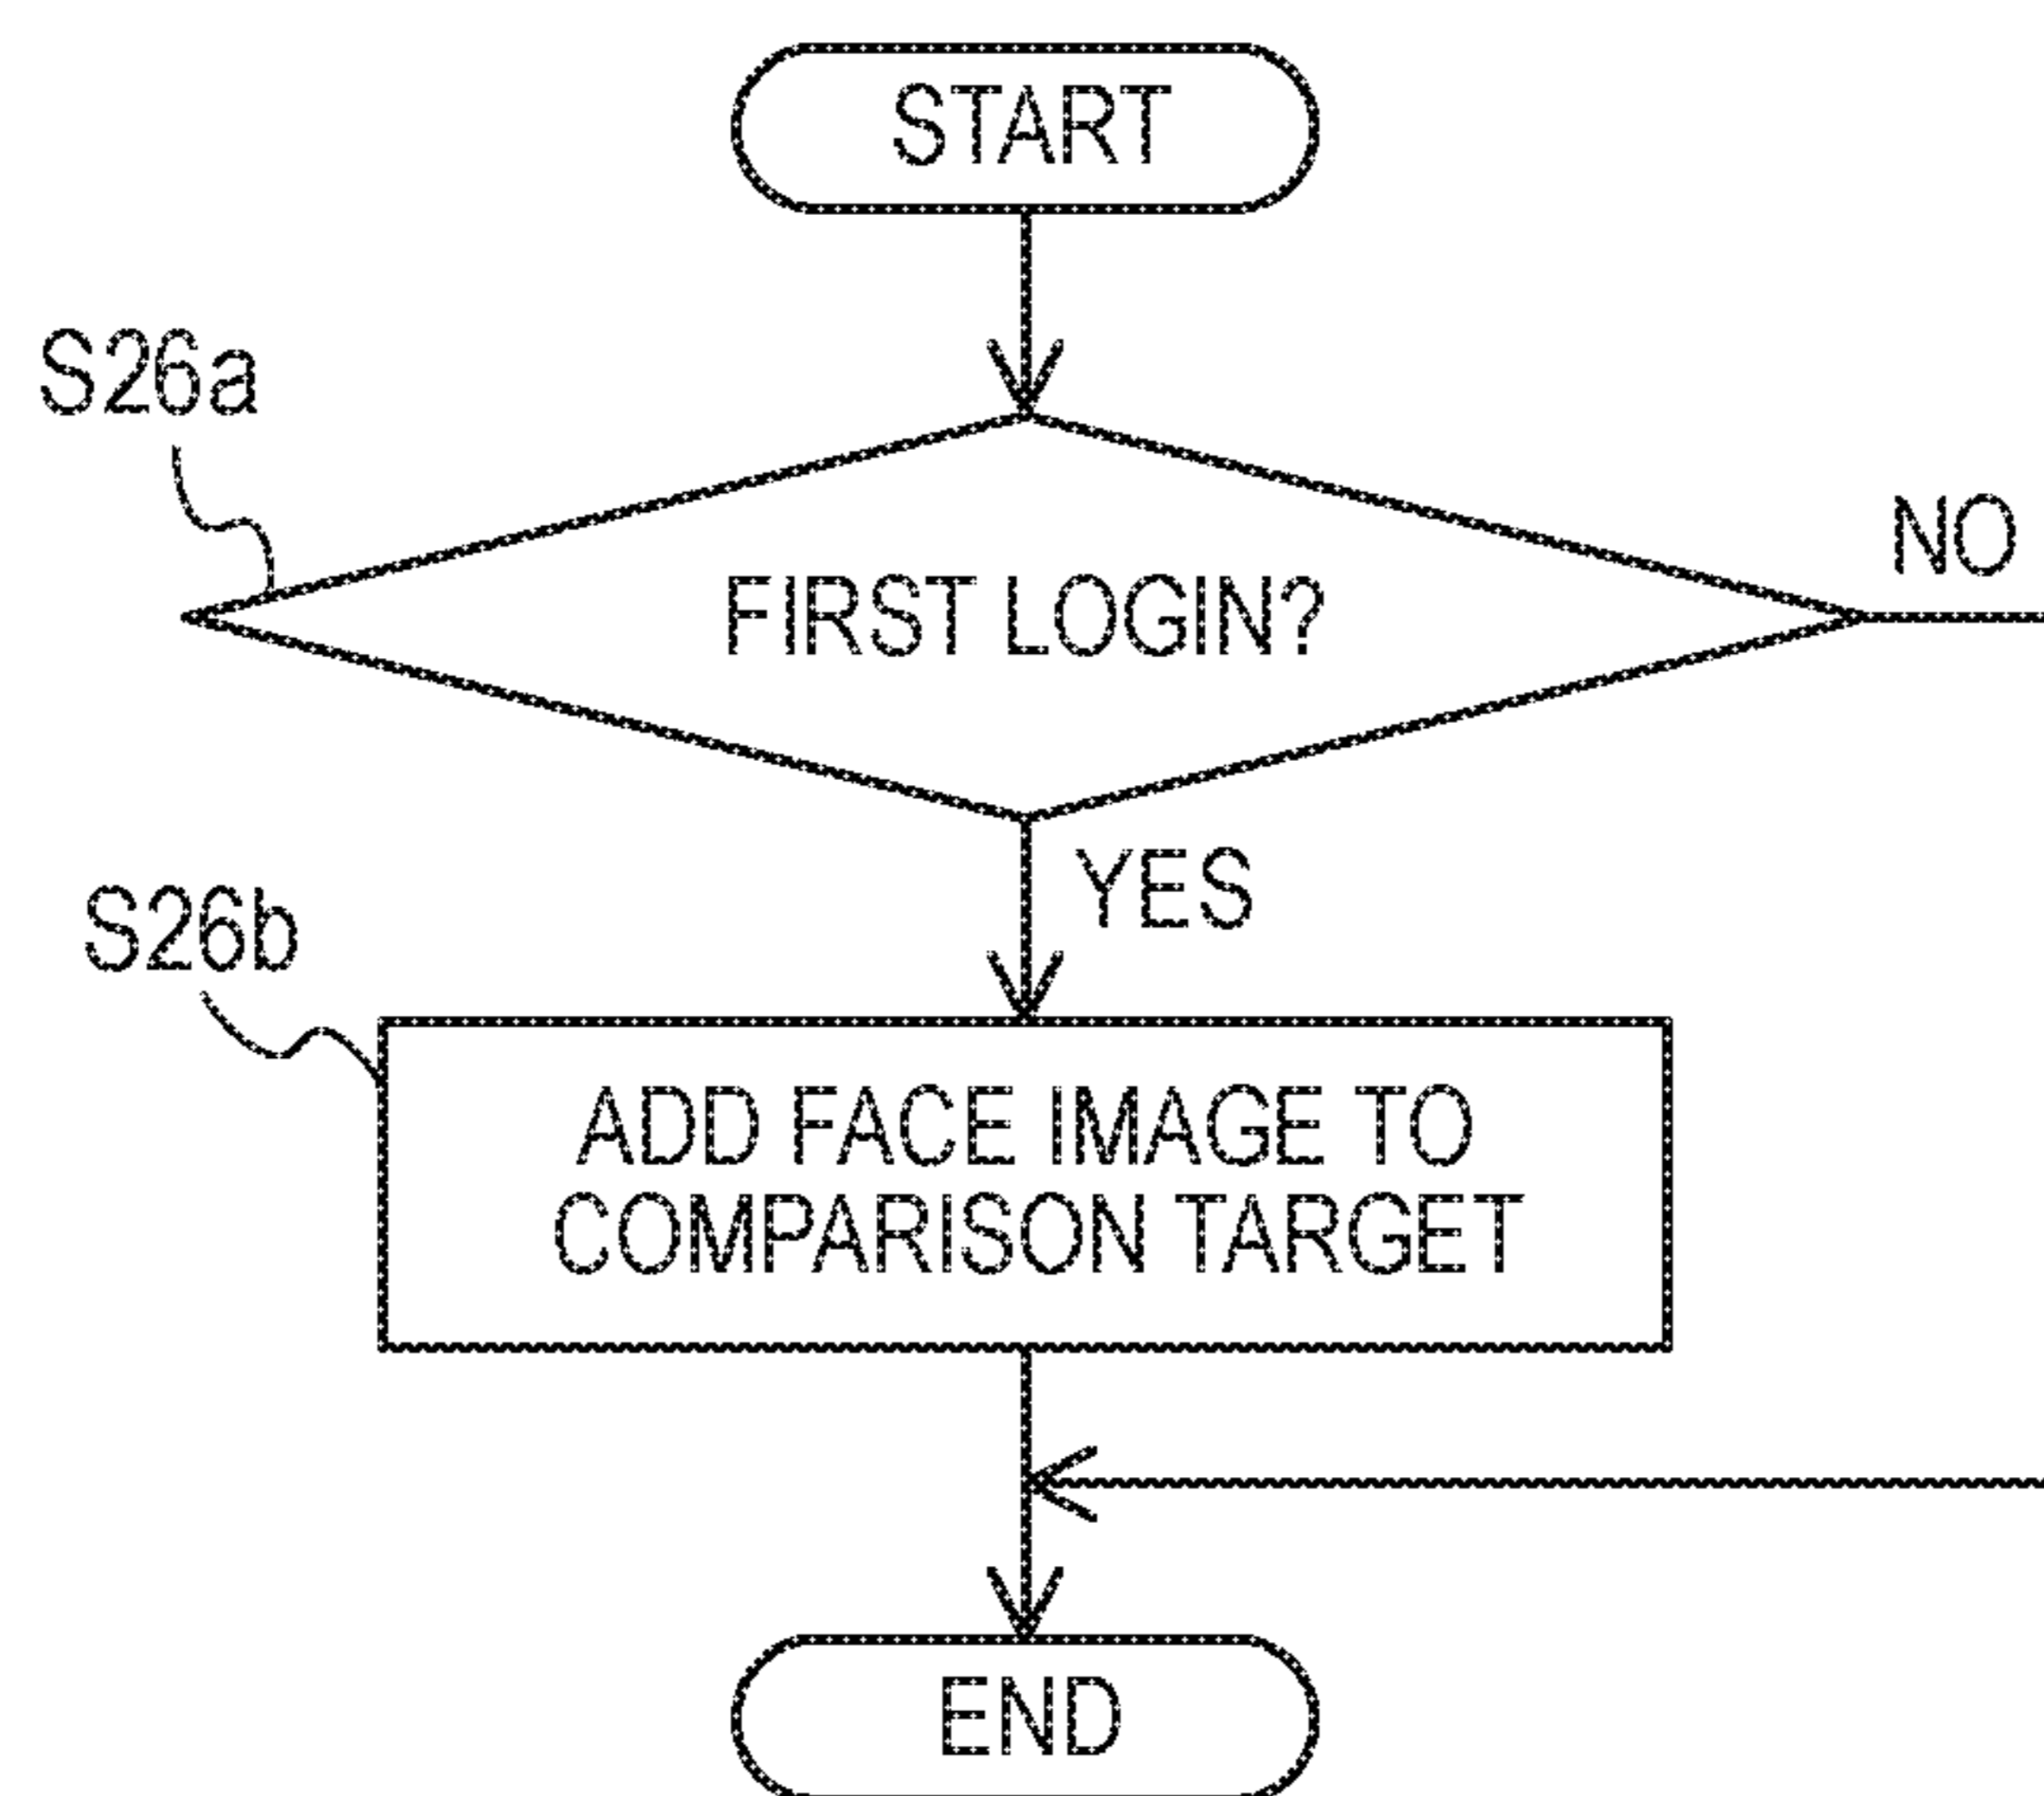 START
S26a
NO
FIRST LOGIN?
YES
S26b
ADD FACE IMAGE TO
COMPARISON TARGET
END